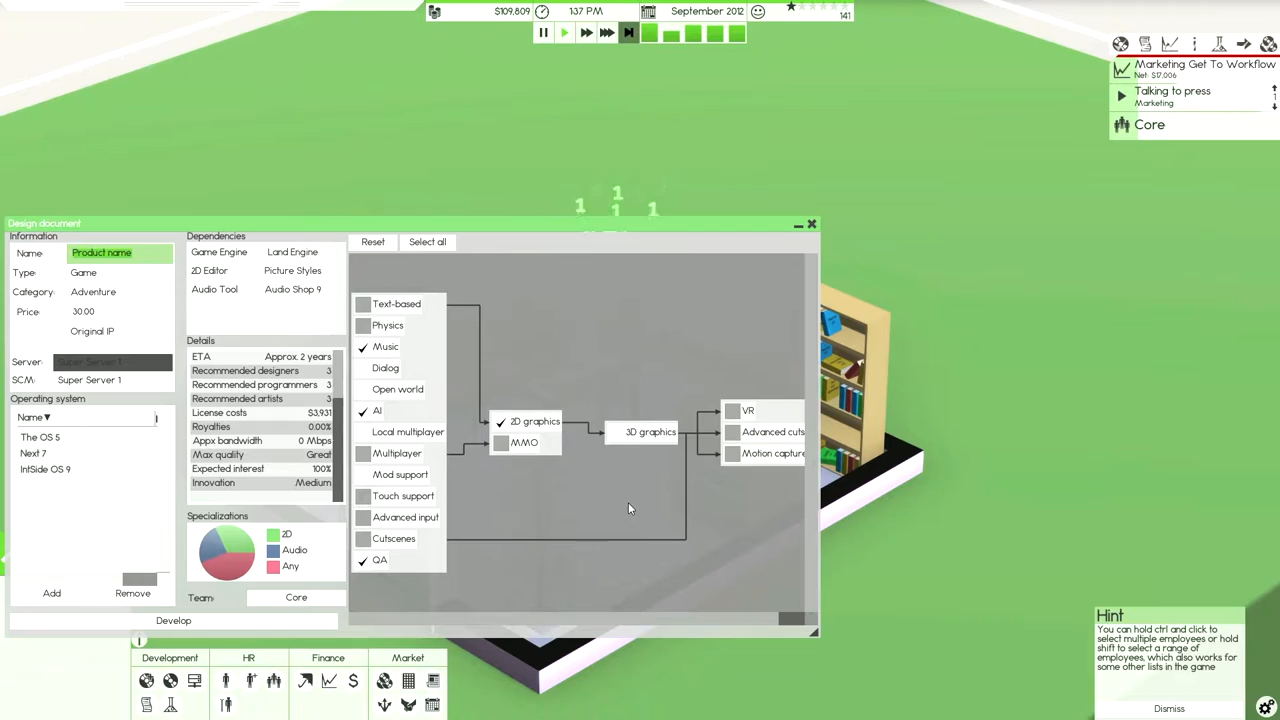 $109,809
1:37 PM
September 2012
141
Marketing Get To Workflow
Net: $17,006
Talking to press
Marketing
1
Core
1
1
1
1
Design document
Information
Name:
Product name
Type:
Game
Category:
Adventure
Price:
30.00
Original IP
Server:
Super Server 1
SCM:
Super Server 1
Operating system
Name▼
The OS 5
Next 7
IntSide OS 9
Add
Remove
Develop
Dependencies
Game Engine
Land Engine
2D Editor
Picture Styles
Audio Tool
Audio Shop 9
Details
ETA
Approx. 2 years
Recommended designers
3
Recommended programmers
3
Recommended artists
3
License costs
$3,931
Royalties
0.00%
Appx bandwidth
0 Mbps
Max quality
Great
Expected interest
100%
Innovation
Medium
Specializations
2D
Audio
Any
Team:
Core
Reset
Select all
Text-based
Physics
Music
Dialog
Open world
AI
Local multiplayer
Multiplayer
Mod support
Touch support
Advanced input
Cutscenes
QA
2D graphics
MMO
3D graphics
VR
Advanced cuts
Motion capture
Development
HR
Finance
Market
Hint
You can hold ctrl and click to
select multiple employees or hold
shift to select a range of
employees, which also works for
some other lists in the game
Dismiss